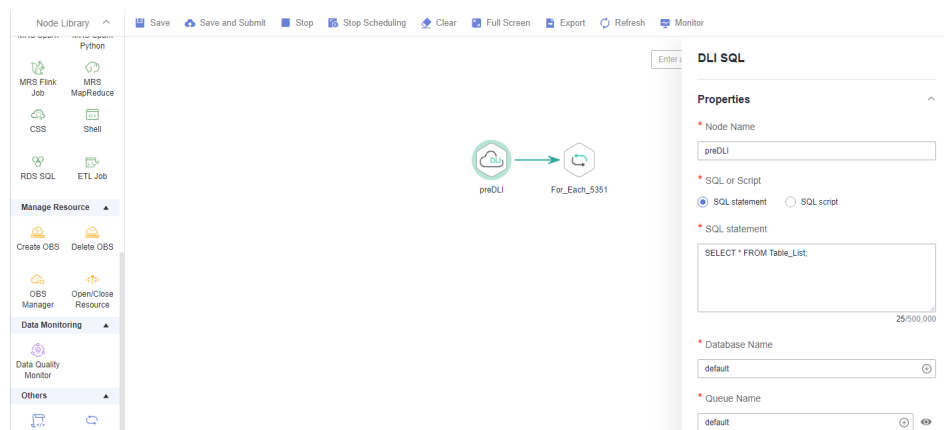 Node Library
Save
Save and Submit
Stop
Stop Scheduling
Clear
Full Screen
Export
Refresh
Monitor
Python
MRS Flink
Job
MRS
MapReduce
CSS
Shell
RDS SQL
ETL Job
Manage Resource
Create OBS
Delete OBS
OBS
Manager
Open/Close
Resource
Data Monitoring
Data Quality
Monitor
Others
Enter
DLI
preDLI
For_Each_5351
DLI SQL
Properties
* Node Name
preDLI
* SQL or Script
SQL statement
SQL script
* SQL statement
SELECT * FROM Table_List;
25/500,000
* Database Name
default
* Queue Name
default